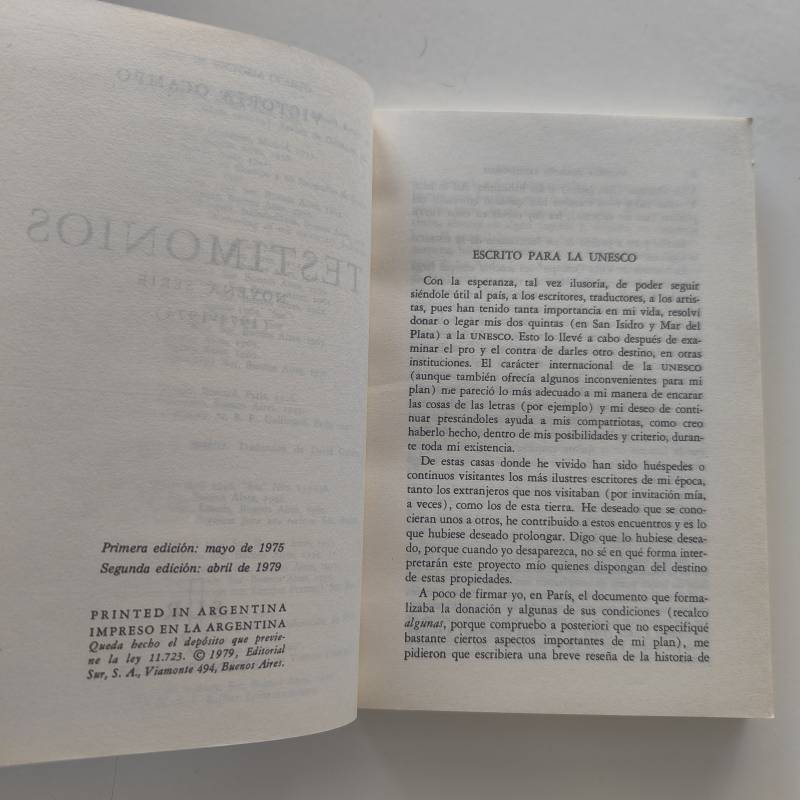 Primera edición: mayo de 1975
Segunda edición: abril de 1979
PRINTED IN ARGENTINA
IMPRESO EN LA ARGENTINA
Queda hecho el depósito que previe-
ne la ley 11.723. © 1979, Editorial
Sur, S. A., Viamonte 494, Buenos Aires.
ESCRITO PARA LA UNESCO
Con la esperanza, tal vez ilusoria, de poder seguir
siéndole útil al país, a los escritores, traductores, a los artis-
tas, pues han tenido tanta importancia en mi vida, resolví
donar o legar mis dos quintas (en San Isidro y Mar del
Plata) a la UNESCO. Esto lo llevé a cabo después de exa-
minar el pro y el contra de darles otro destino, en otras
instituciones. El carácter internacional de la UNESCO
(aunque también ofrecía algunos inconvenientes para mi
plan) me pareció lo más adecuado a mi manera de encarar
las cosas de las letras (por ejemplo) y mi deseo de conti-
nuar prestándoles ayuda a mis compatriotas, como creo
haberlo hecho, dentro de mis posibilidades y criterio, duran-
te toda mi existencia.
De estas casas donde he vivido han sido huéspedes o
continuos visitantes los más ilustres escritores de mi época,
tanto los extranjeros que nos visitaban (por invitación mía,
a veces), como los de esta tierra. He deseado que se cono-
cieran unos a otros, he contribuido a estos encuentros y es lo
que hubiese deseado prolongar. Digo que lo hubiese desea-
do, porque cuando yo desaparezca, no sé en qué forma inter-
pretarán este proyecto mío quienes dispongan del destino
de estas propiedades.
A poco de firmar yo, en París, el documento que forma-
lizaba la donación y algunas de sus condiciones (recalco
algunas, porque compruebo a posteriori que no especifiqué
bastante ciertos aspectos importantes de mi plan), me
pidieron que escribiera una breve reseña de la historia de